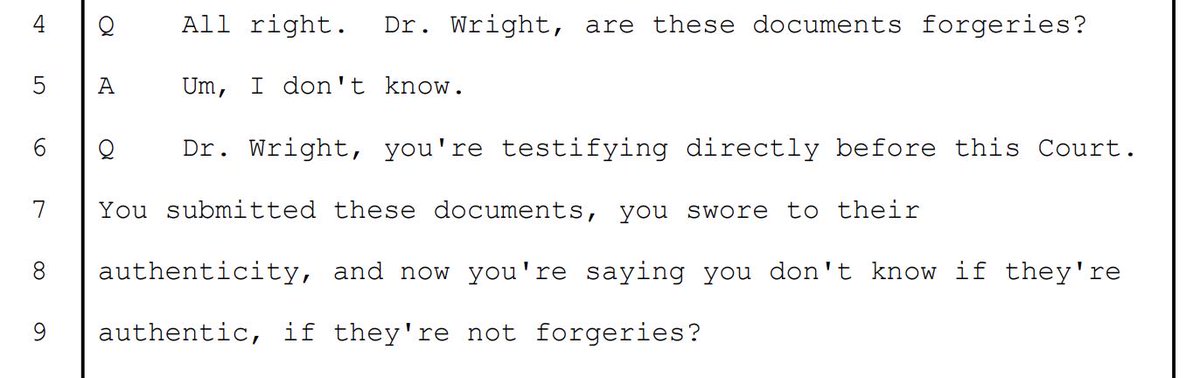 4 Q All right. Dr. Wright, are these documents forgeries?
5 A Um, I don't know.
6 Q Dr. Wright, you're testifying directly before this Court.
7 You submitted these documents, you swore to their
8 authenticity, and now you're saying you don't know if they're
9 authentic, if they're not forgeries?